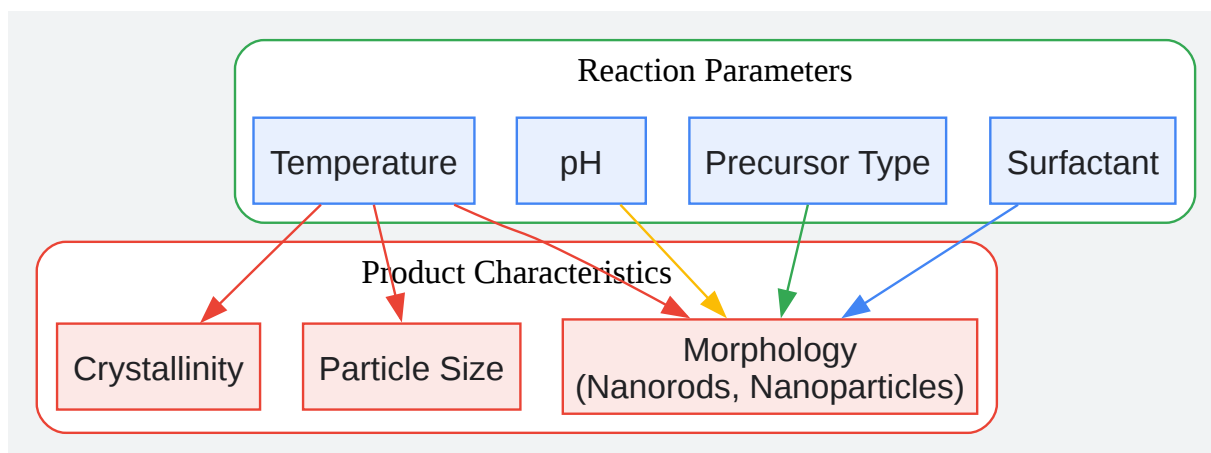 Reaction Parameters
Temperature
pH
Precursor Type
Surfactant
Product Characteristics
Crystallinity
Particle Size
Morphology
(Nanorods, Nanoparticles)